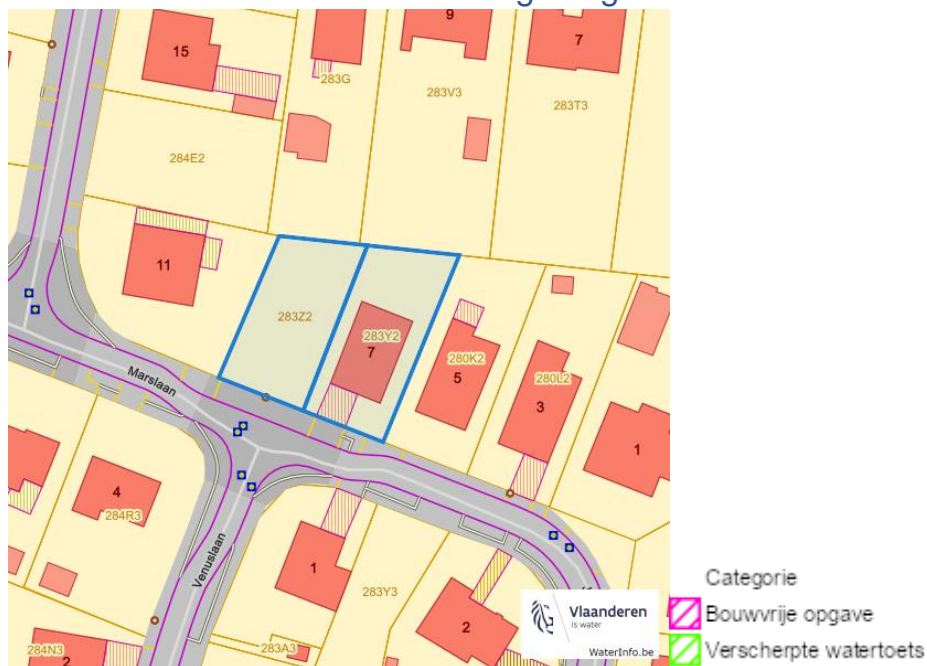 9
7
15
283G
283V3
283T3
284E2
11
283Z2
283Y2
7
280K2
5
280L2
3
1
Marslaan
4
284R3
Venuslaan
1
283Y3
2
283A3
284N3
2
Vlaanderen
is water
WaterInfo.be
Categorie
Bouwvrije opgave
Verscherpte watertoets